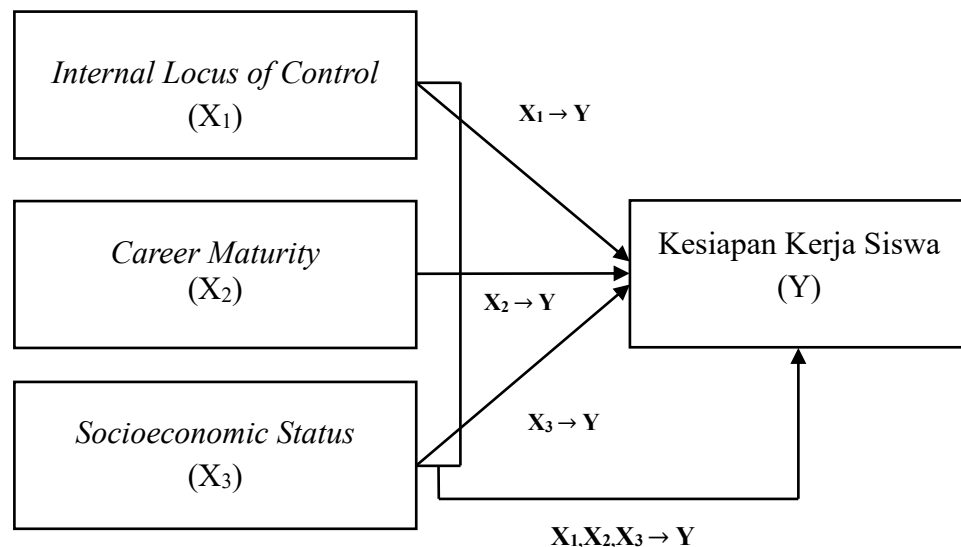 Internal Locus of Control
(X₁)
X₁ → Y
Career Maturity
(X₂)
X₂ → Y
Kesiapan Kerja Siswa
(Y)
Socioeconomic Status
(X₃)
X₃ → Y
X₁,X₂,X₃ → Y